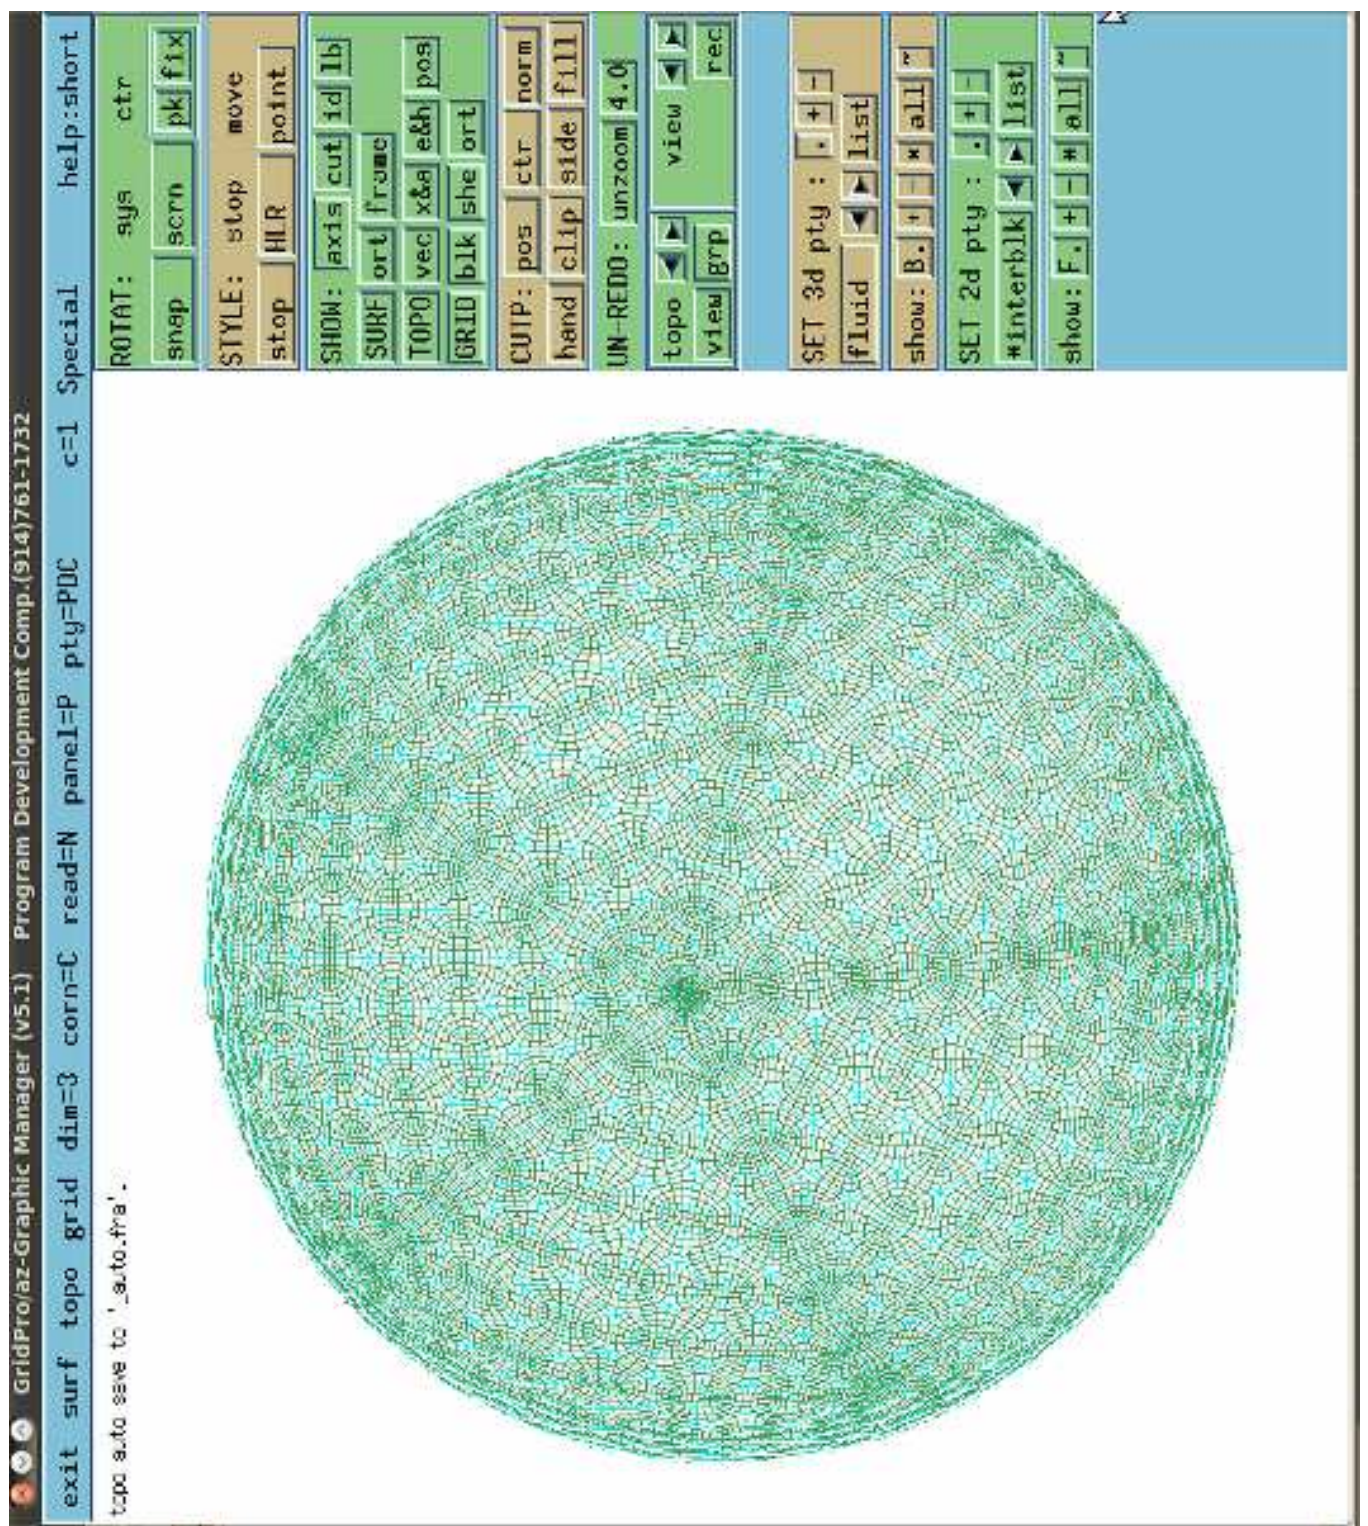 GridPro/az-Graphic Manager (v5.1) Program Development Comp.(914)761-1732
exit surf topo grid dim=3 corn=C read=N panel=P pty=PDC c=1 Special help:short
topo auto save to '_auto.fra'.
ROTAT: sys ctr
snap scrn pk fix
STYLE: stop move
stop HLR point
SHOW: axis cut id lb
SURF ort frame
TOPO vec x&a e&h pos
GRID blk she ort
CUTP: pos ctr norm
hand clip side fill
UN-REDO: unzoom 4.0
topo ◀ ▶ view ◀ ▶
view grp rec
SET 3d pty : . + -
fluid ◀ ▶ list
show: B. + - * all ~
SET 2d pty : . + -
*interblk ◀ ▶ list
show: F. + - * all ~